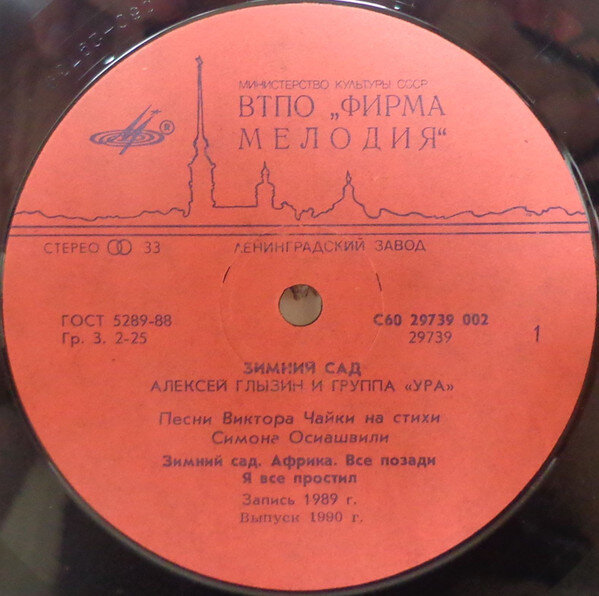 МИНИСТЕРСТВО КУЛЬТУРЫ СССР
ВТПО „ФИРМА
МЕЛОДИЯ“
®
СТЕРЕО 33
ЛЕНИНГРАДСКИЙ ЗАВОД
ГОСТ 5289-88
Гр. 3. 2-25
С60 29739 002
29739
1
ЗИМНИЙ САД
АЛЕКСЕЙ ГЛЫЗИН И ГРУППА «УРА»
Песни Виктора Чайки на стихи
Симона Осиашвили
Зимний сад. Африка. Все позади
Я все простил
Запись 1989 г.
Выпуск 1990 г.